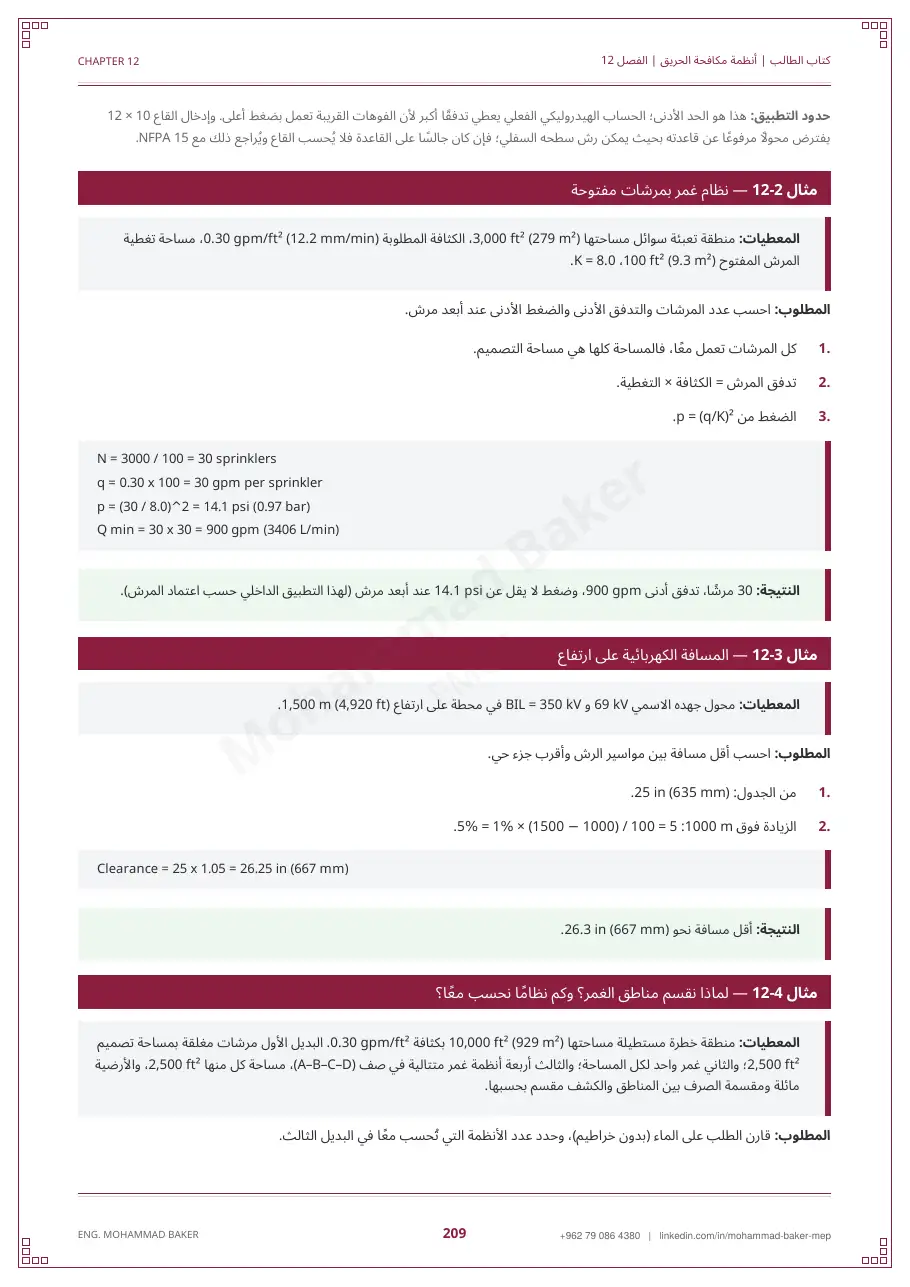 كتاب الطالب | أنظمة مكافحة الحريق | الفصل 12
CHAPTER 12
حدود التطبيق: هذا هو الحد الأدنى؛ الحساب الهيدروليكي الفعلي يعطي تدفقًا أكبر لأن الفوهات القريبة تعمل بضغط أعلى. وإدخال القاع 10 × 12
يفترض محولًا مرفوعًا عن قاعدته بحيث يمكن رش سطحه السفلي؛ فإن كان جالسًا على القاعدة فلا يُحسب القاع ويُراجع ذلك مع NFPA 15.
مثال 2-12 — نظام غمر بمرشات مفتوحة
المعطيات: منطقة تعبئة سوائل مساحتها 3,000 ft² (279 m²)، الكثافة المطلوبة 0.30 gpm/ft² (12.2 mm/min)، مساحة تغطية
المرش المفتوح 100 ft² (9.3 m²)، K = 8.0.
المطلوب: احسب عدد المرشات والتدفق الأدنى والضغط الأدنى عند أبعد مرش.
1. كل المرشات تعمل معًا، فالمساحة كلها هي مساحة التصميم.
2. تدفق المرش = الكثافة × التغطية.
3. الضغط من p = (q/K)².
N = 3000 / 100 = 30 sprinklers
q = 0.30 x 100 = 30 gpm per sprinkler
p = (30 / 8.0)^2 = 14.1 psi (0.97 bar)
Q min = 30 x 30 = 900 gpm (3406 L/min)
النتيجة: 30 مرشًا، تدفق أدنى 900 gpm، وضغط لا يقل عن 14.1 psi عند أبعد مرش (لهذا التطبيق الداخلي حسب اعتماد المرش).
مثال 3-12 — المسافة الكهربائية على ارتفاع
المعطيات: محول جهده الاسمي 69 kV و BIL = 350 kV في محطة على ارتفاع 1,500 m (4,920 ft).
المطلوب: احسب أقل مسافة بين مواسير الرش وأقرب جزء حي.
1. من الجدول: 25 in (635 mm).
2. الزيادة فوق 1000 m: 5 = 100 / (1000 − 1500) × 1% = 5%.
Clearance = 25 x 1.05 = 26.25 in (667 mm)
النتيجة: أقل مسافة نحو 26.3 in (667 mm).
مثال 4-12 — لماذا نقسم مناطق الغمر؟ وكم نظامًا نحسب معًا؟
المعطيات: منطقة خطرة مستطيلة مساحتها 10,000 ft² (929 m²) بكثافة 0.30 gpm/ft². البديل الأول مرشات مغلقة بمساحة تصميم
2,500 ft²؛ والثاني غمر واحد لكل المساحة؛ والثالث أربعة أنظمة غمر متتالية في صف (A–B–C–D)، مساحة كل منها 2,500 ft²، والأرضية
مائلة ومقسمة الصرف بين المناطق والكشف مقسم بحسبها.
المطلوب: قارن الطلب على الماء (بدون خراطيم)، وحدد عدد الأنظمة التي تُحسب معًا في البديل الثالث.
Mohammad Baker
ENG. MOHAMMAD BAKER
209
+962 79 086 4380 | linkedin.com/in/mohammad-baker-mep